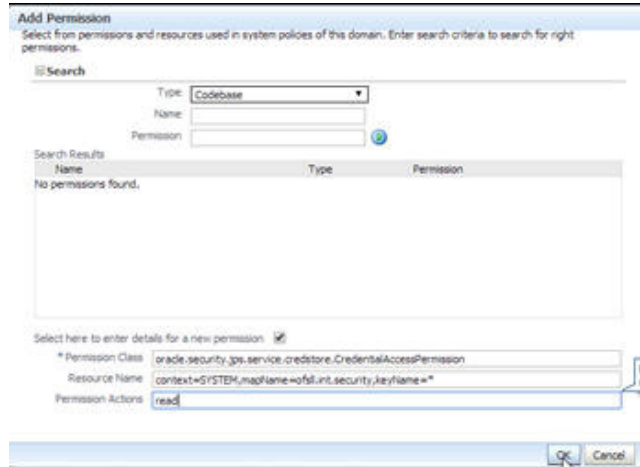 Add Permission
Select from permissions and resources used in system policies of this domain. Enter search criteria to search for right
permissions.
Search
Type Codebase
Name
Permission
Search Results
Name Type Permission
No permissions found.
Select here to enter details for a new permission
* Permission Class oracle.security.jps.service.credstore.CredentialAccessPermission
Resource Name context=SYSTEM,mapName=ofsll.int.security,keyName=*
Permission Actions read
OK Cancel